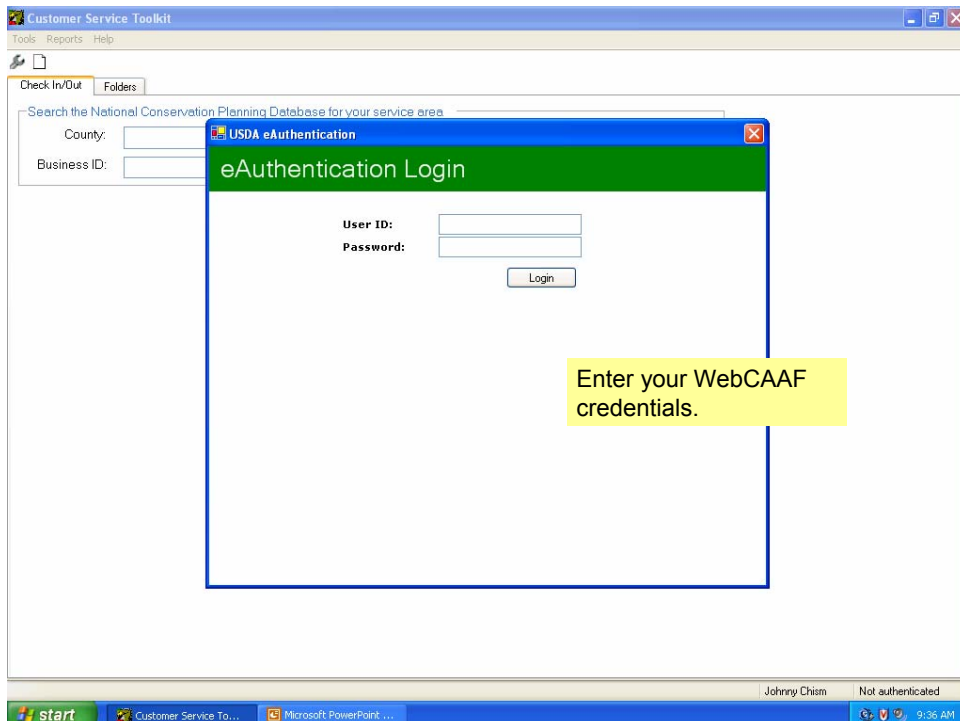 Customer Service Toolkit
Tools Reports Help
Check In/Out Folders
Search the National Conservation Planning Database for your service area
County:
Business ID:
USDA eAuthentication
eAuthentication Login
User ID:
Password:
Login
Enter your WebCAAF
credentials.
Johnny Chism Not authenticated
start Customer Service To... Microsoft PowerPoint ... 9:36 AM